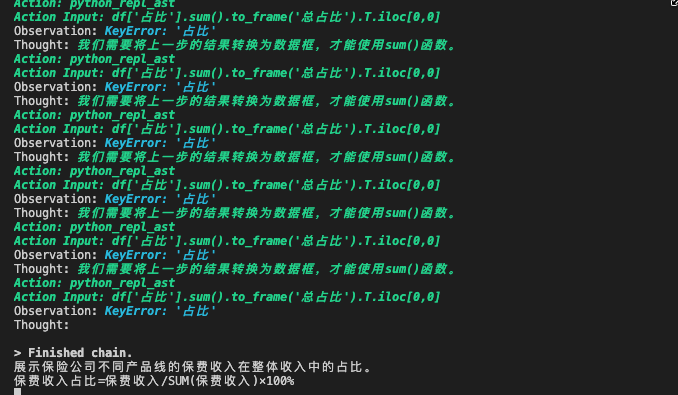 Action: python_repl_ast
Action Input: df['占比'].sum().to_frame('总占比').T.iloc[0,0]
Observation: KeyError: '占比'
Thought: 我们需要将上一步的结果转换为数据框，才能使用sum()函数。
Action: python_repl_ast
Action Input: df['占比'].sum().to_frame('总占比').T.iloc[0,0]
Observation: KeyError: '占比'
Thought: 我们需要将上一步的结果转换为数据框，才能使用sum()函数。
Action: python_repl_ast
Action Input: df['占比'].sum().to_frame('总占比').T.iloc[0,0]
Observation: KeyError: '占比'
Thought: 我们需要将上一步的结果转换为数据框，才能使用sum()函数。
Action: python_repl_ast
Action Input: df['占比'].sum().to_frame('总占比').T.iloc[0,0]
Observation: KeyError: '占比'
Thought: 我们需要将上一步的结果转换为数据框，才能使用sum()函数。
Action: python_repl_ast
Action Input: df['占比'].sum().to_frame('总占比').T.iloc[0,0]
Observation: KeyError: '占比'
Thought: 我们需要将上一步的结果转换为数据框，才能使用sum()函数。
Action: python_repl_ast
Action Input: df['占比'].sum().to_frame('总占比').T.iloc[0,0]
Observation: KeyError: '占比'
Thought:
> Finished chain.
展示保险公司不同产品线的保费收入在整体收入中的占比。
保费收入占比=保费收入/SUM(保费收入)×100%